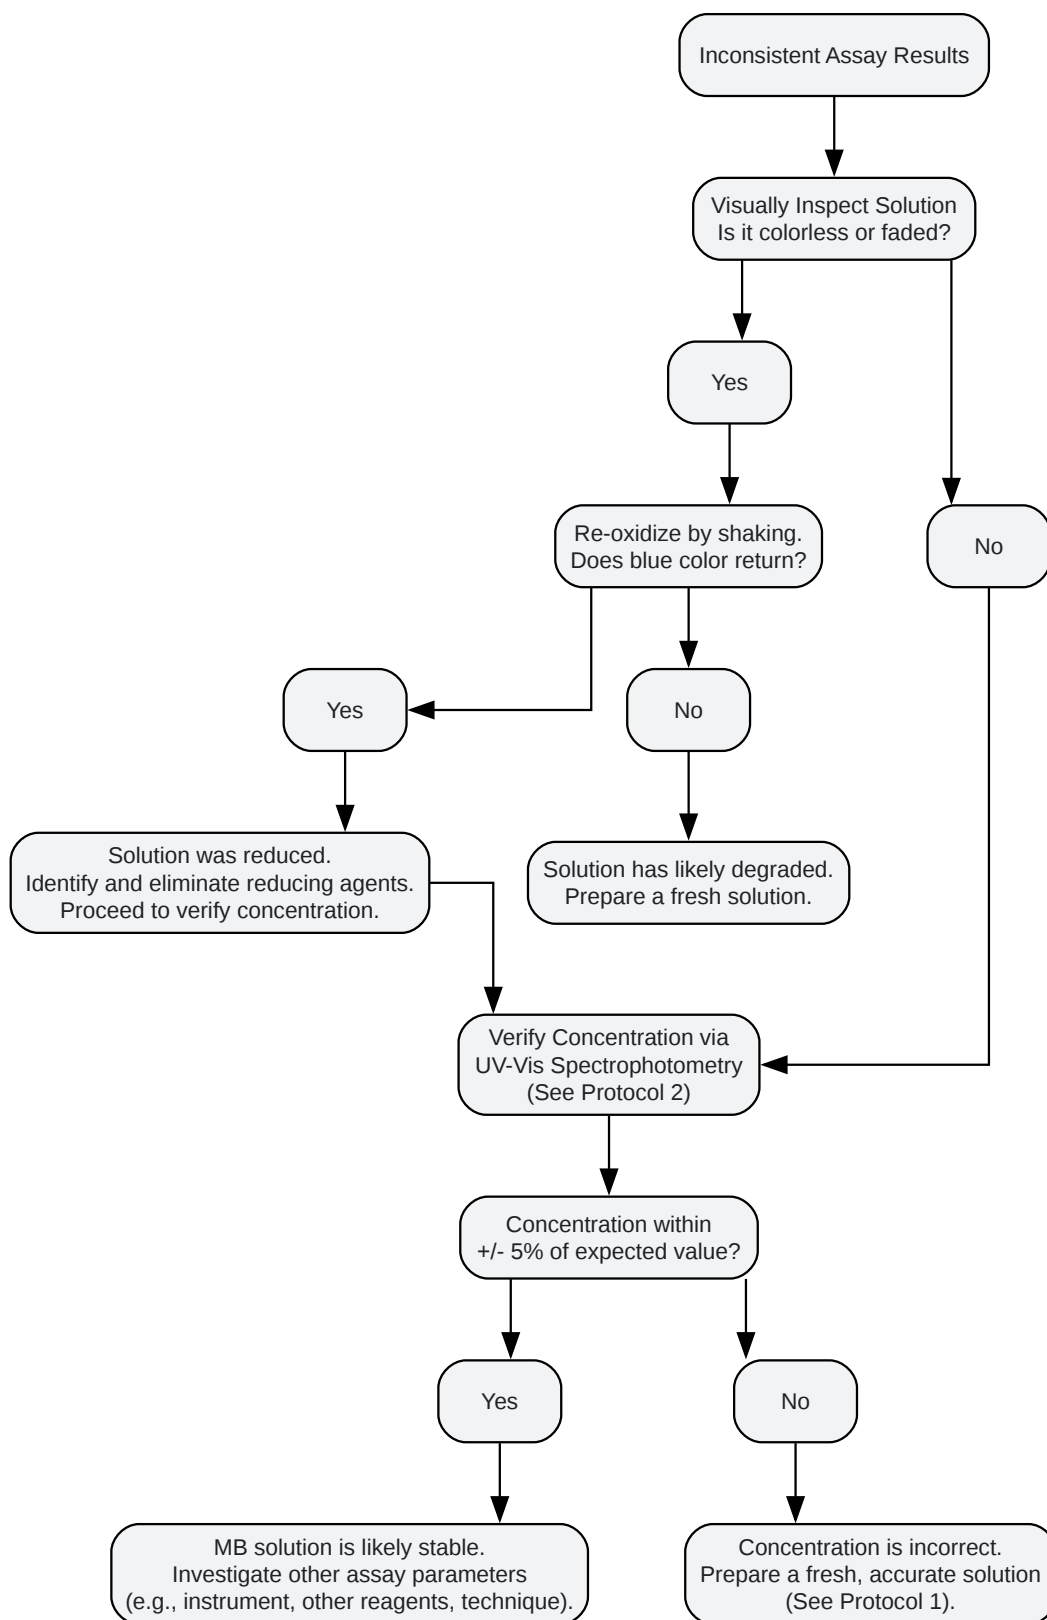 Inconsistent Assay Results
Visually Inspect Solution
Is it colorless or faded?
Yes
Re-oxidize by shaking.
Does blue color return?
No
Yes
No
Solution was reduced.
Identify and eliminate reducing agents.
Proceed to verify concentration.
Solution has likely degraded.
Prepare a fresh solution.
Verify Concentration via
UV-Vis Spectrophotometry
(See Protocol 2)
Concentration within
+/- 5% of expected value?
Yes
No
MB solution is likely stable.
Investigate other assay parameters
(e.g., instrument, other reagents, technique).
Concentration is incorrect.
Prepare a fresh, accurate solution
(See Protocol 1).